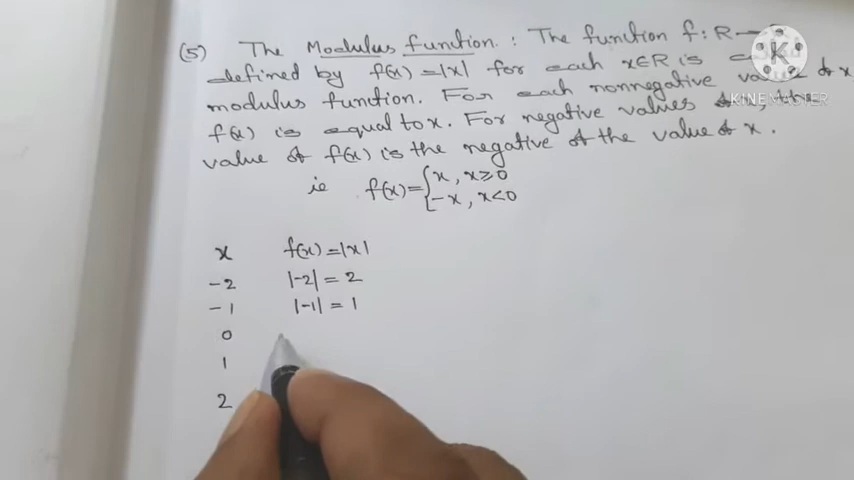 (5) The Modulus function : The function f : R →
defined by f(x) = |x| for each x∈R is
modulus function. For each nonnegative value of x
f(x) is equal to x. For negative values of x, the
value of f(x) is the negative of the value of x.
ie f(x) = { x, x ≥ 0
-x, x < 0
x f(x) = |x|
-2 |-2| = 2
-1 |-1| = 1
0
1
2
K
KINEMASTER